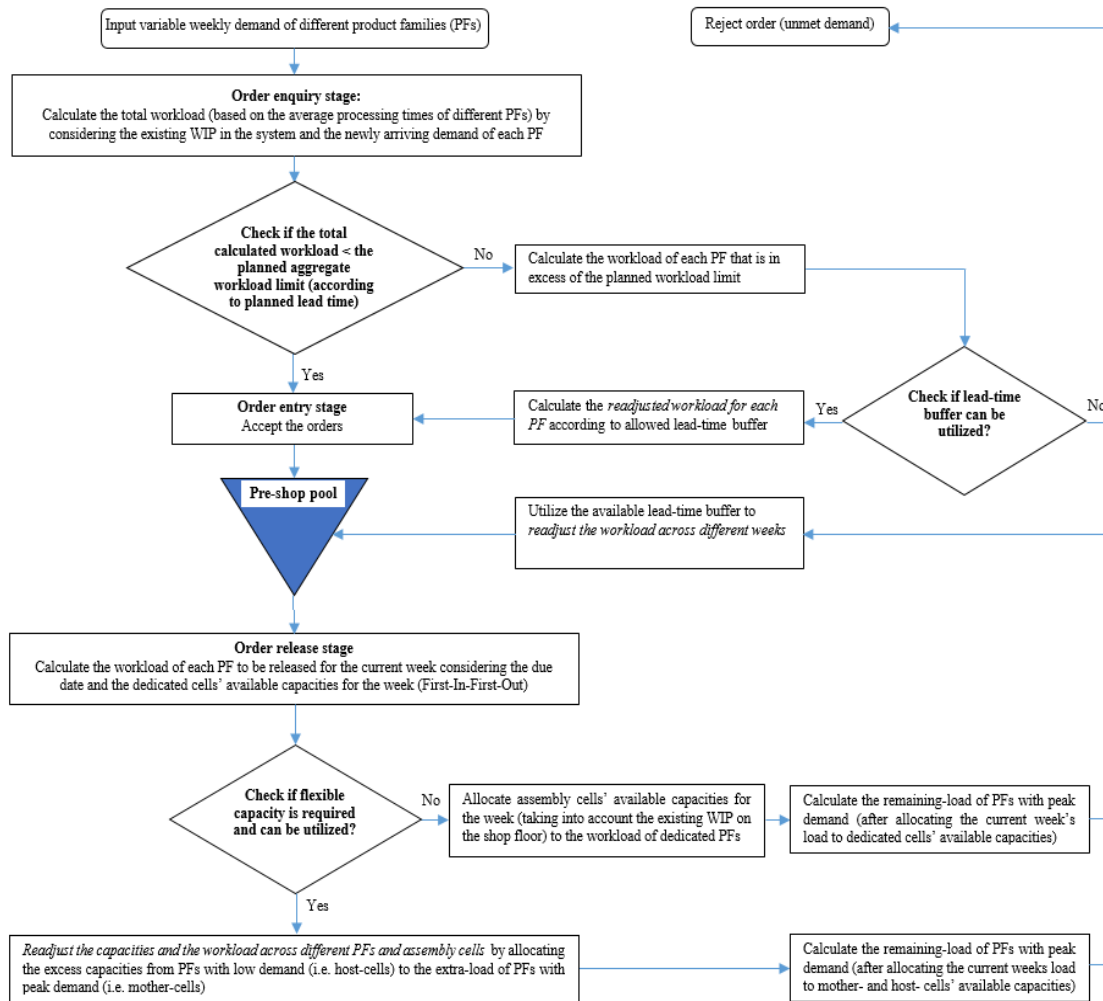 Input variable weekly demand of different product families (PFs)
Reject order (unmet demand)
Order enquiry stage:
Calculate the total workload (based on the average processing times of different PFs) by
considering the existing WIP in the system and the newly arriving demand of each PF
Check if the total
calculated workload < the
planned aggregate
workload limit (according
to planned lead time)
No
Calculate the workload of each PF that is in
excess of the planned workload limit
Yes
Check if lead-time
buffer can be
utilized?
No
Yes
Calculate the readjusted workload for each
PF according to allowed lead-time buffer
Order entry stage
Accept the orders
Pre-shop pool
Utilize the available lead-time buffer to
readjust the workload across different weeks
Order release stage
Calculate the workload of each PF to be released for the current week considering the due
date and the dedicated cells’ available capacities for the week (First-In-First-Out)
Check if flexible
capacity is required
and can be utilized?
No
Allocate assembly cells’ available capacities for
the week (taking into account the existing WIP on
the shop floor) to the workload of dedicated PFs
Calculate the remaining-load of PFs with peak
demand (after allocating the current week’s
load to dedicated cells’ available capacities)
Yes
Readjust the capacities and the workload across different PFs and assembly cells by allocating
the excess capacities from PFs with low demand (i.e. host-cells) to the extra-load of PFs with
peak demand (i.e. mother-cells)
Calculate the remaining-load of PFs with peak
demand (after allocating the current weeks load
to mother- and host- cells’ available capacities)